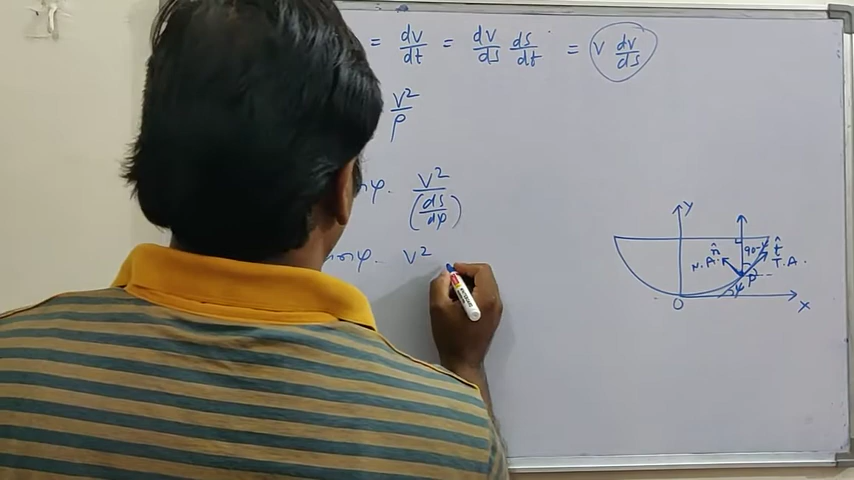 = dv/dt = dv/ds ds/dt = v dv/ds
v²/ρ
φ. v²/(ds/dψ)
φ. v²
Y
n̂ 90-ψ t̂
N.A. T.A.
P
ψ
O X